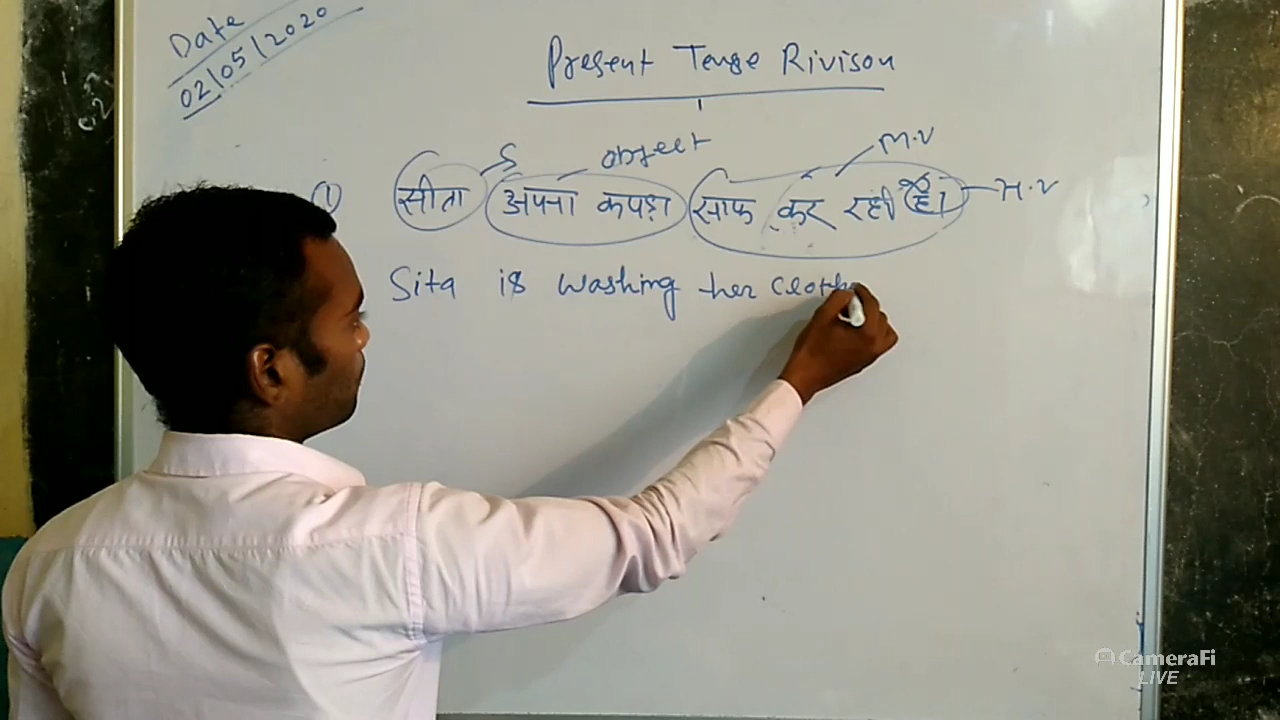 Date
02/05/2020
Present Tense Rivison
S object M.V
① सीता अपना कपड़ा साफ कर रही है। H.V
Sita is washing her cloth
CameraFi
LIVE